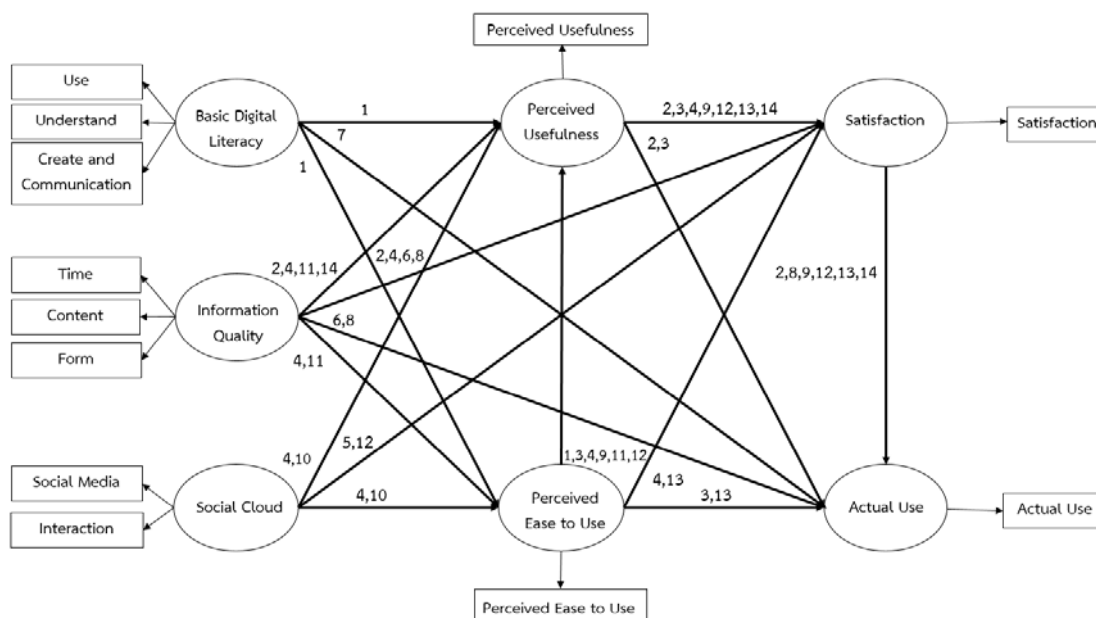 Perceived Usefulness
Use
Understand
Create and
Communication
Basic Digital
Literacy
1
7
1
Perceived
Usefulness
2,3,4,9,12,13,14
2,3
Satisfaction
Satisfaction
Time
Content
Form
Information
Quality
2,4,11,14
2,4,6,8
6,8
4,11
2,8,9,12,13,14
Social Media
Interaction
Social Cloud
4,10
5,12
4,10
1,3,4,9,11,12
Perceived
Ease to Use
4,13
3,13
Actual Use
Actual Use
Perceived Ease to Use